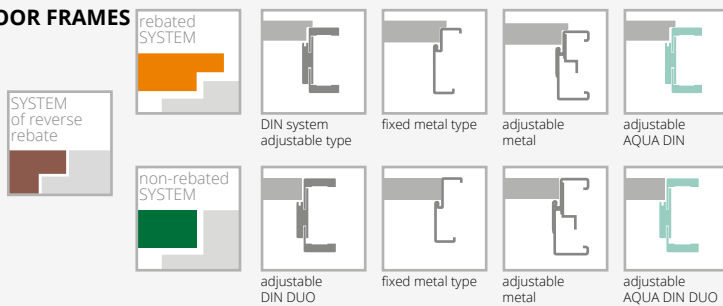 OOR FRAMES
rebated
SYSTEM
DIN system
adjustable type
fixed metal type
adjustable
metal
adjustable
AQUA DIN
SYSTEM
of reverse
rebate
non-rebated
SYSTEM
adjustable
DIN DUO
fixed metal type
adjustable
metal
adjustable
AQUA DIN DUO